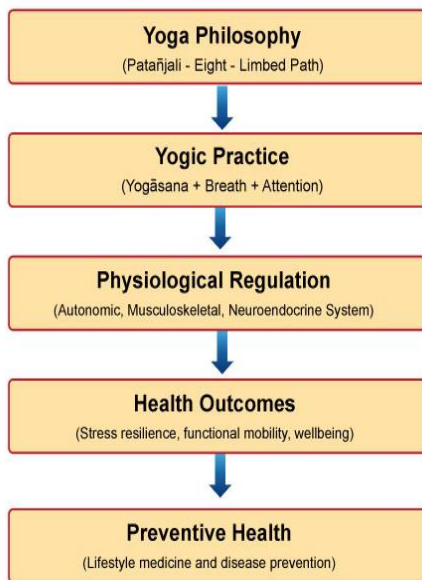 Yoga Philosophy
(Patañjali - Eight - Limbed Path)
Yogic Practice
(Yogāsana + Breath + Attention)
Physiological Regulation
(Autonomic, Musculoskeletal, Neuroendocrine System)
Health Outcomes
(Stress resilience, functional mobility, wellbeing)
Preventive Health
(Lifestyle medicine and disease prevention)